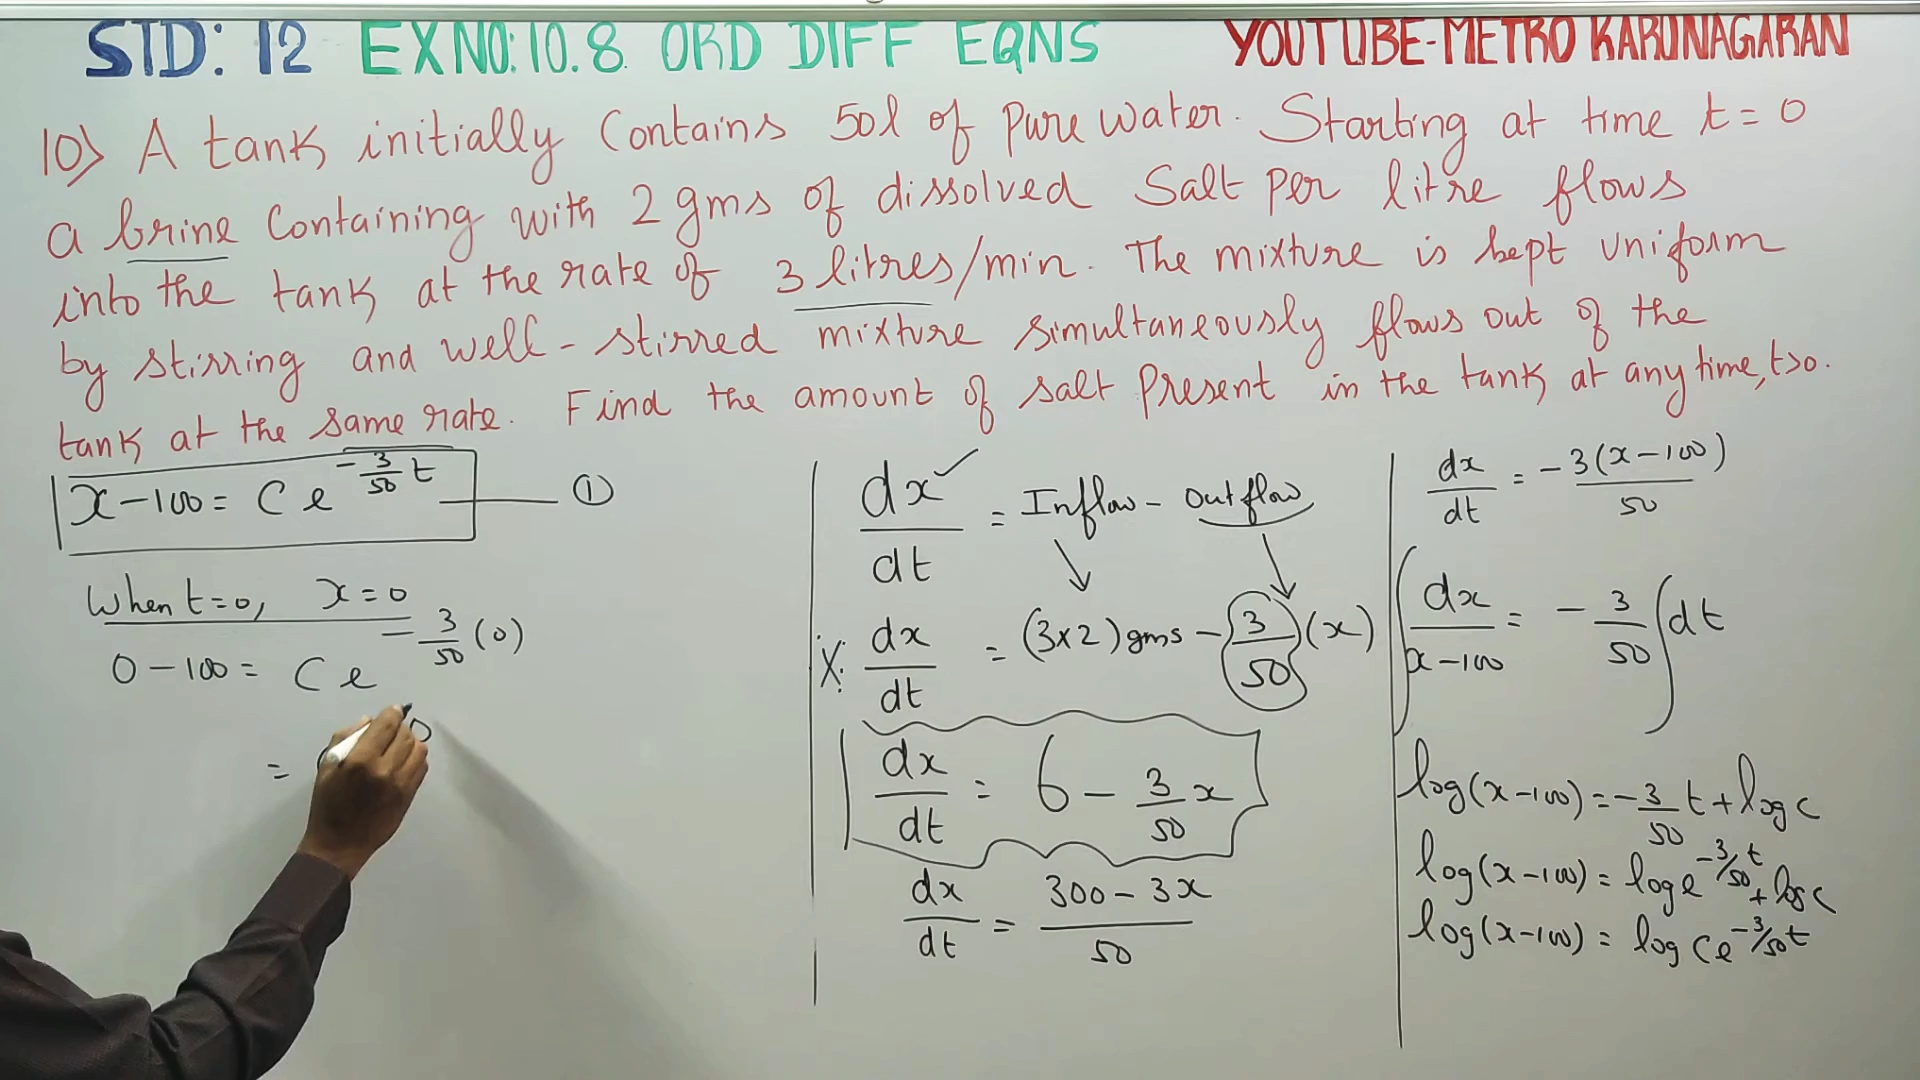 STD: 12 EXNO:10.8. ORD DIFF EQNS YOUTUBE-METRO KARUNAGARAN
10) A tank initially Contains 50l of Pure Water. Starting at time t = 0
a brine Containing with 2 gms of dissolved Salt per litre flows
into the tank at the rate of 3 litres/min. The mixture is kept uniform
by stirring and well-stirred mixture simultaneously flows out of the
tank at the same rate. Find the amount of salt Present in the tank at any time, t>0.
x - 100 = C e^{-3/50 t} — ①
When t = 0, x = 0
0 - 100 = C e^{-3/50 (0)}
=
dx/dt = Inflow - Outflow
dx/dt = (3x2) gms - 3/50 (x)
dx/dt = 6 - 3/50 x
dx/dt = 300 - 3x / 50
dx/dt = -3(x-100) / 50
∫ dx / x-100 = - 3/50 ∫ dt
log(x-100) = -3/50 t + log c
log(x-100) = log e^{-3/50 t} + log c
log(x-100) = log c e^{-3/50 t}